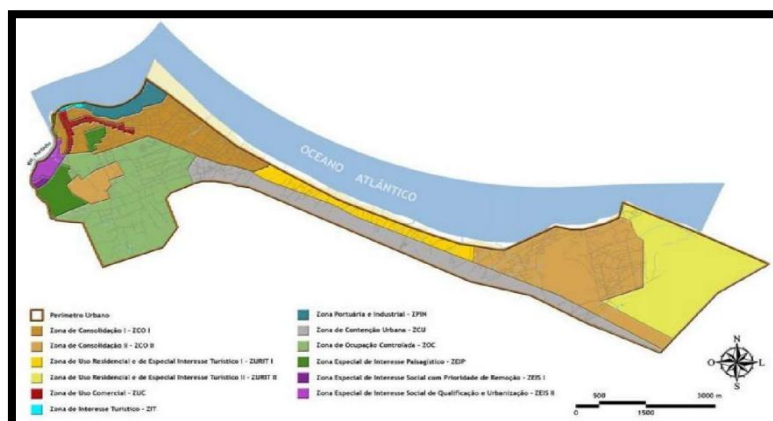 OCEANO ATLÂNTICO
Perímetro Urbano
Zona de Consolidação I - ZCO I
Zona de Consolidação II - ZCO II
Zona de Uso Residencial e de Especial Interesse Turístico I - ZURIT I
Zona de Uso Residencial e de Especial Interesse Turístico II - ZURIT II
Zona de Uso Comercial - ZUC
Zona de Interesse Turístico - ZIT
Zona Portuária e Industrial - ZPIN
Zona de Contenção Urbana - ZCU
Zona de Ocupação Controlada - ZOC
Zona Especial de Interesse Paisagístico - ZEIP
Zona Especial de Interesse Social com Prioridade de Remoção - ZEIS I
Zona Especial de Interesse Social de Qualificação e Urbanização - ZEIS II
N
O L
S
500 3000 m
0 1500